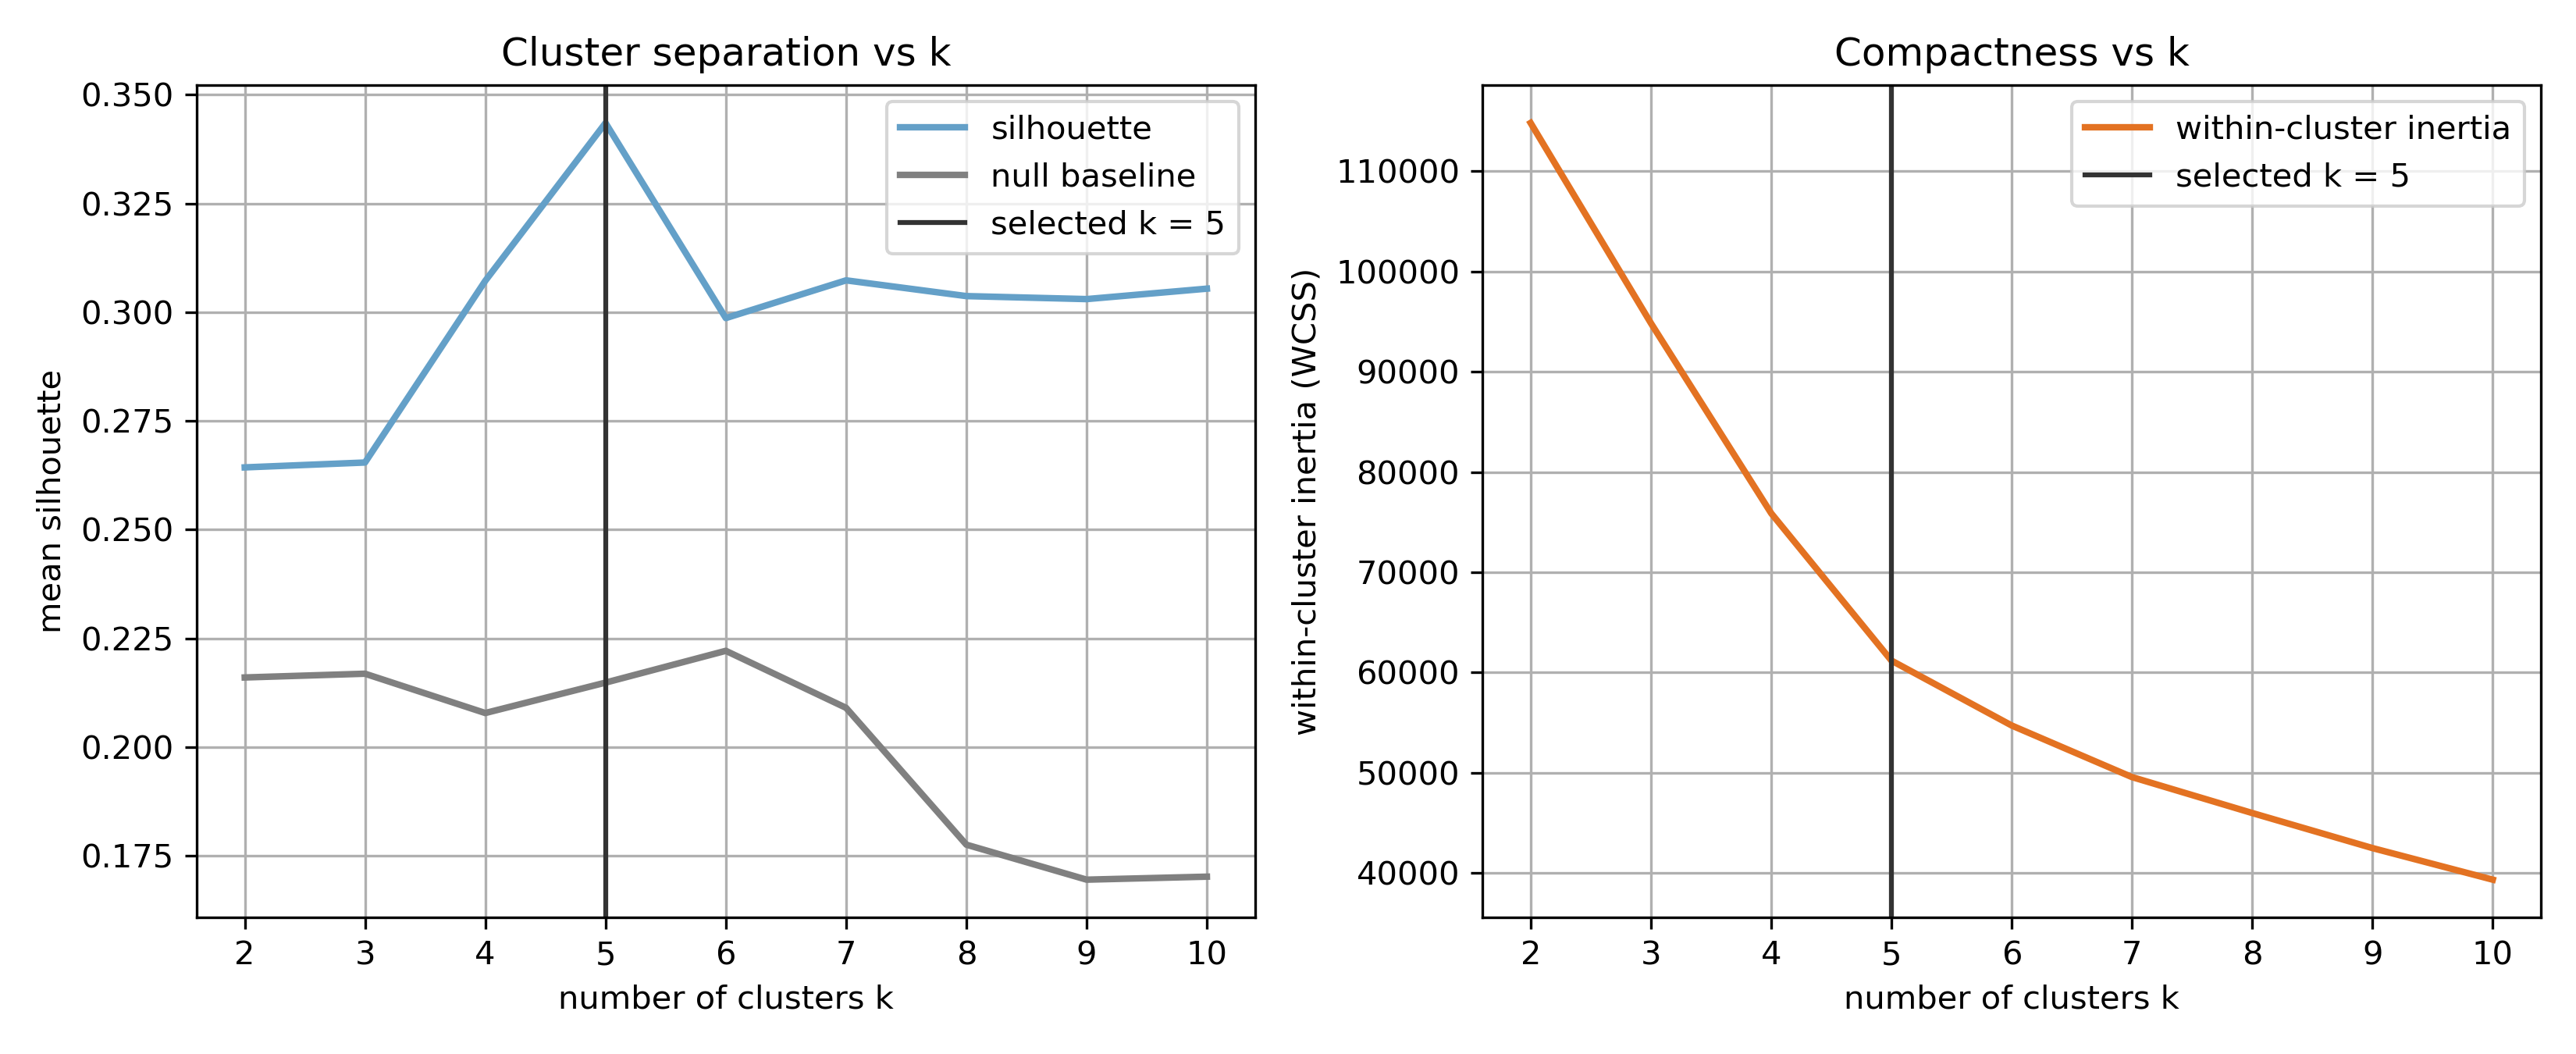 Cluster separation vs k
mean silhouette
0.350
0.325
0.300
0.275
0.250
0.225
0.200
0.175
silhouette
null baseline
selected k = 5
2 3 4 5 6 7 8 9 10
number of clusters k
Compactness vs k
within-cluster inertia (WCSS)
110000
100000
90000
80000
70000
60000
50000
40000
within-cluster inertia
selected k = 5
2 3 4 5 6 7 8 9 10
number of clusters k